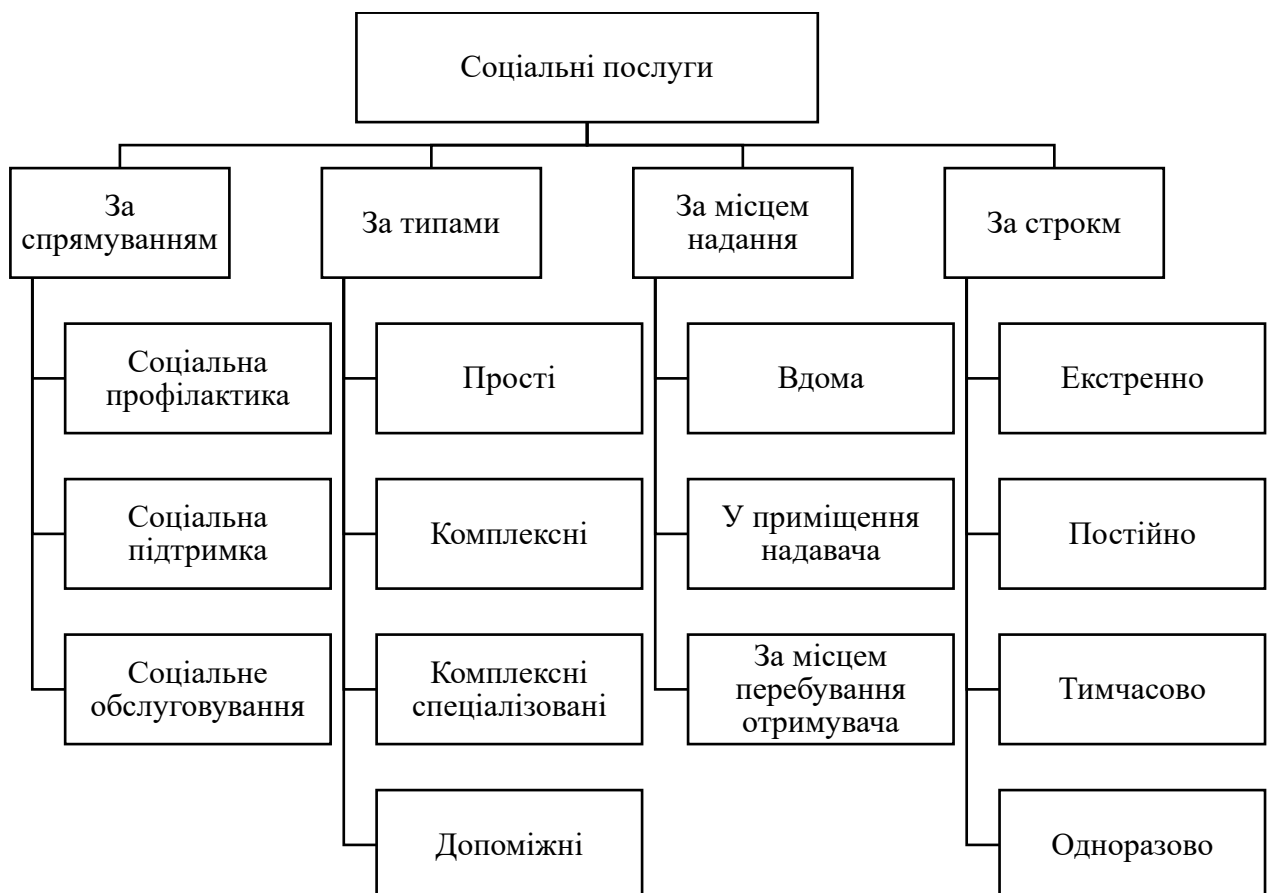 Соціальні послуги
За
спрямуванням
Соціальна
профілактика
Соціальна
підтримка
Соціальне
обслуговування
За типами
Прості
Комплексні
Комплексні
спеціалізовані
Допоміжні
За місцем
надання
Вдома
У приміщення
надавача
За місцем
перебування
отримувача
За строкм
Екстренно
Постійно
Тимчасово
Одноразово